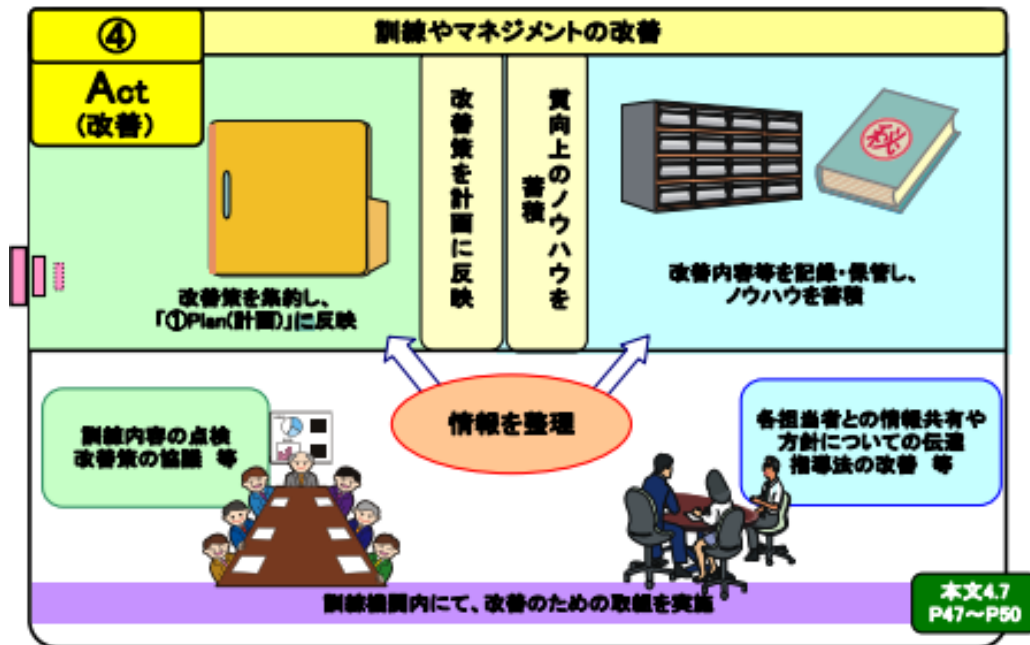 ④
訓練やマネジメントの改善
Act
(改善)
改善策を計画に反映
質向上のノウハウを
蓄積
改善策を集約し、
「①Plan(計画)」に反映
改善内容等を記録・保管し、
ノウハウを蓄積
情報を整理
訓練内容の点検
改善策の協議 等
各担当者との情報共有や
方針についての伝達
指導法の改善 等
訓練機関内にて、改善のための取組を実施
本文4.7
P47～P50